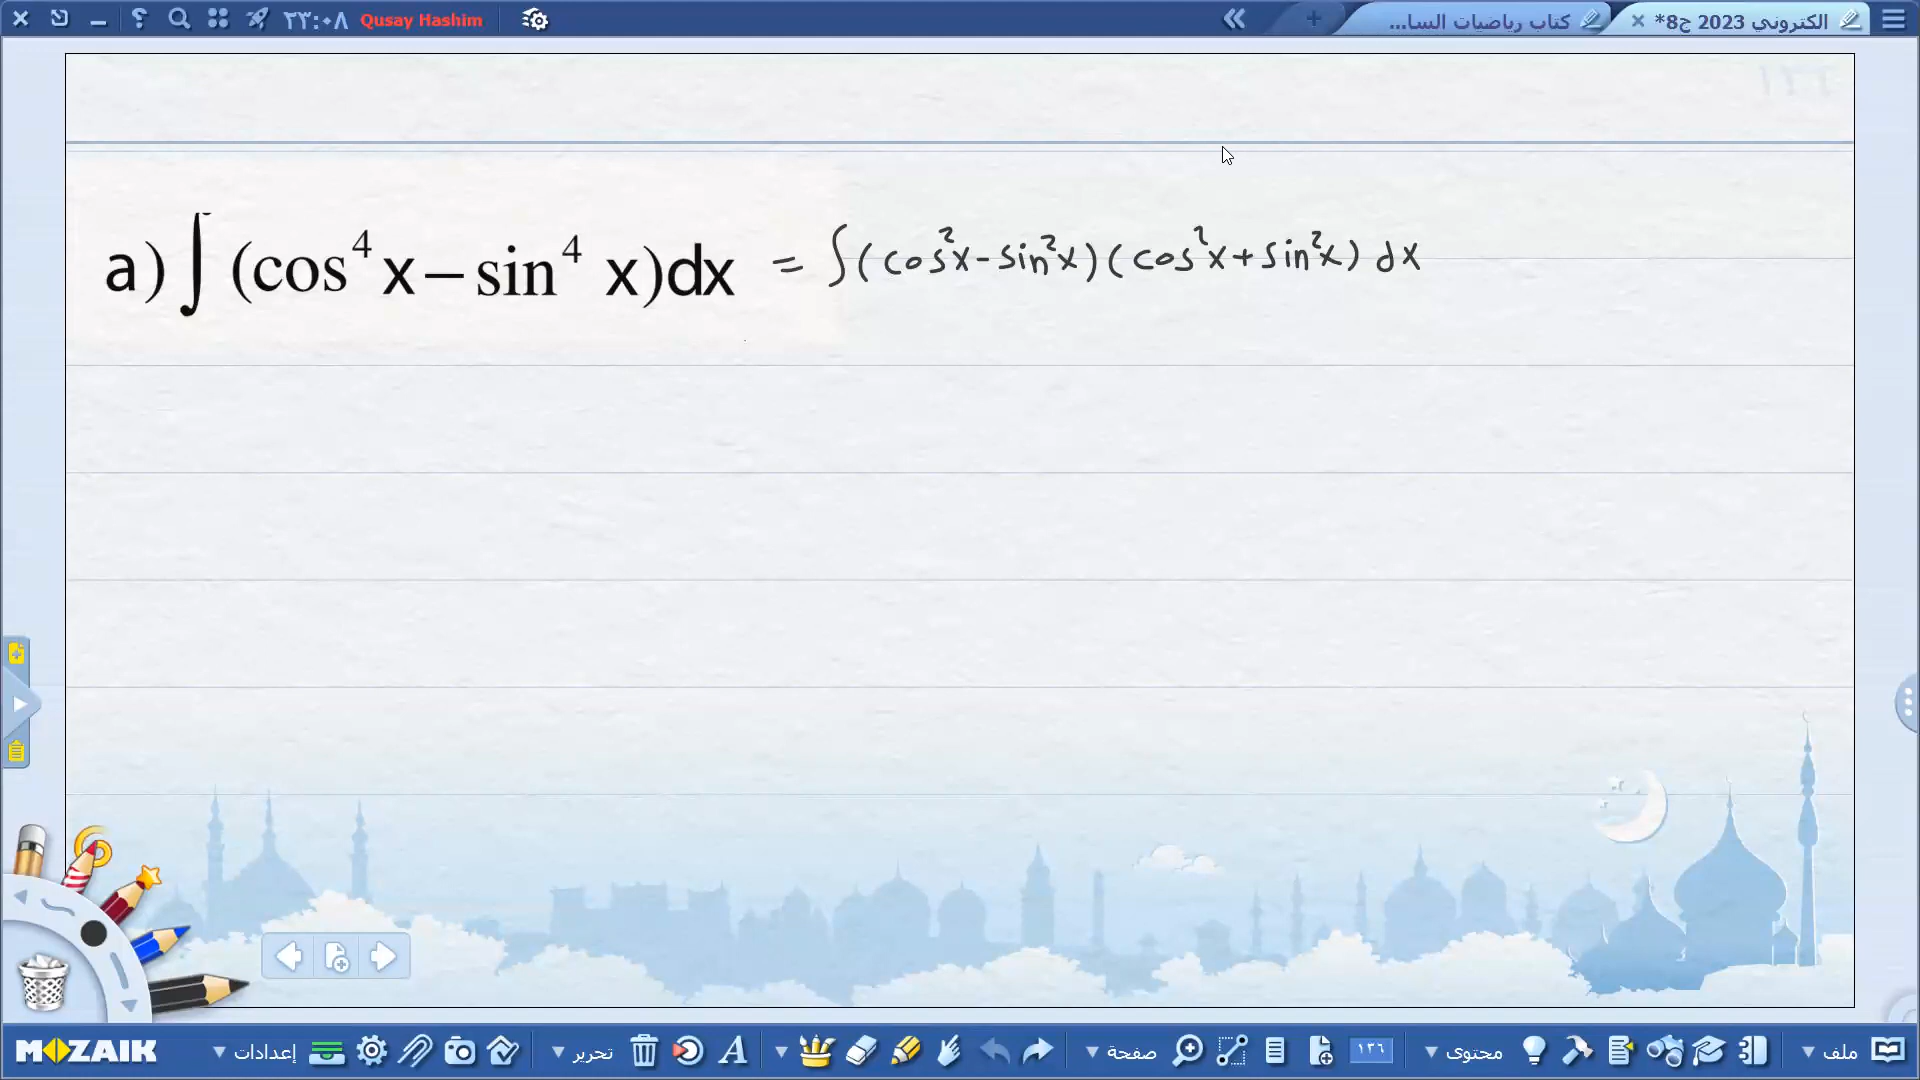 ٢٣:٠٨ Qusay Hashim
كتاب رياضيات السا...
الكتروني 2023 ج8*
١٣٦
a) ∫ (cos⁴ x − sin⁴ x)dx = ∫(cos²x - sin²x)(cos²x + sin²x) dx
MOZAIK
إعدادات
تحرير
A
صفحة
١٣٦
محتوى
ملف